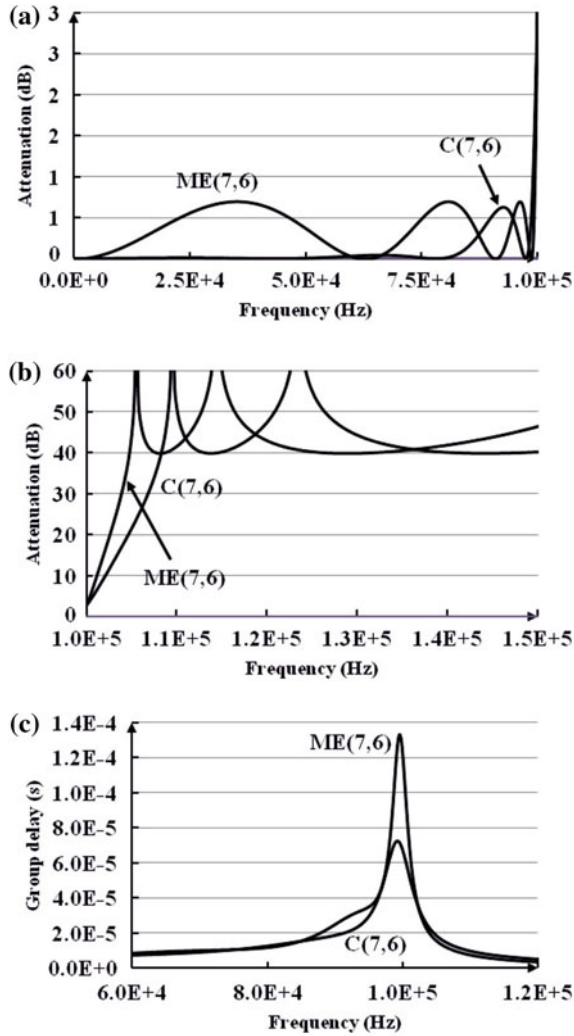 (a)
Attenuation (dB)
3
2
2
1
1
0
ME(7,6)
C(7,6)
0.0E+0 2.5E+4 5.0E+4 7.5E+4 1.0E+5
Frequency (Hz)
(b)
Attenuation (dB)
60
50
40
30
20
10
0
C(7,6)
ME(7,6)
1.0E+5 1.1E+5 1.2E+5 1.3E+5 1.4E+5 1.5E+5
Frequency (Hz)
(c)
Group delay (s)
1.4E-4
1.2E-4
1.0E-4
8.0E-5
6.0E-5
4.0E-5
2.0E-5
0.0E+0
ME(7,6)
C(7,6)
6.0E+4 8.0E+4 1.0E+5 1.2E+5
Frequency (Hz)